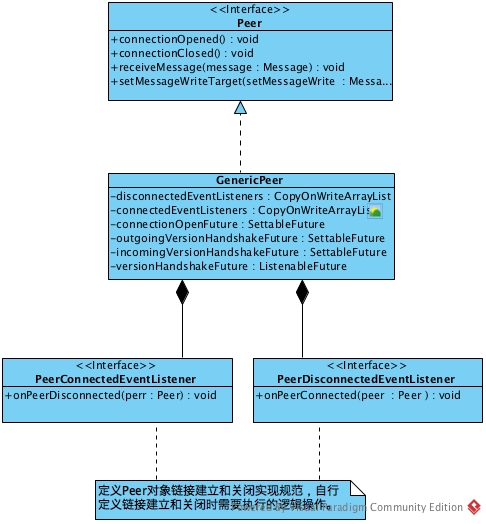 <<Interface>>
Peer
+connectionOpened() : void
+connectionClosed() : void
+receiveMessage(message : Message) : void
+setMessageWriteTarget(setMessageWrite : Messa...
GenericPeer
-disconnectedEventListeners : CopyOnWriteArrayList
-connectedEventListeners : CopyOnWriteArrayList
-connectionOpenFuture : SettableFuture
-outgoingVersionHandshakeFuture : SettableFuture
-incomingVersionHandshakeFuture : SettableFuture
-versionHandshakeFuture : ListenableFuture
<<Interface>>
PeerConnectedEventListener
+onPeerDisconnected(perr : Peer) : void
<<Interface>>
PeerDisconnectedEventListener
+onPeerConnected(peer : Peer ) : void
定义Peer对象链接建立和关闭实现规范，自行
定义链接建立和关闭时需要执行的逻辑操作。
Powered By Visual Paradigm Community Edition